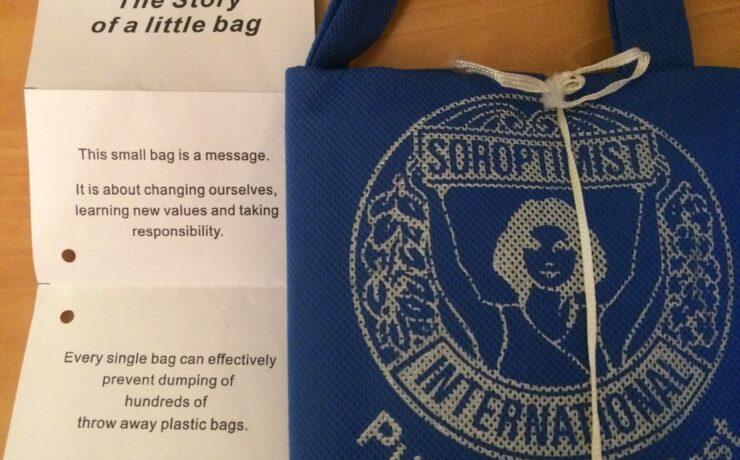 The Story
of a little bag
This small bag is a message.
It is about changing ourselves,
learning new values and taking
responsibility.
Every single bag can effectively
prevent dumping of
hundreds of
throw away plastic bags.
SOROPTIMIST
INTERNATIONAL